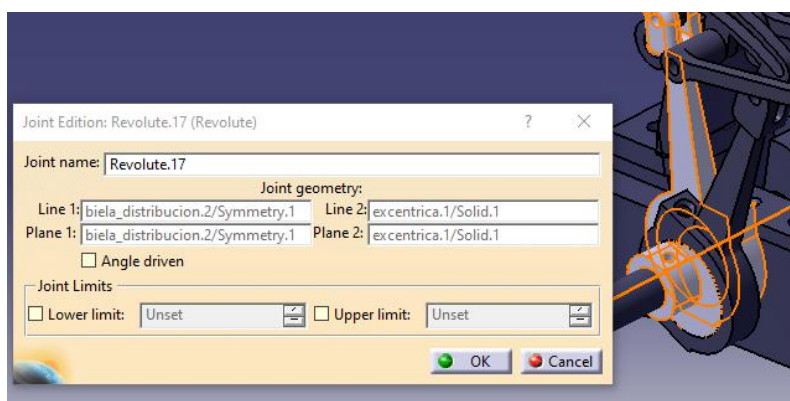 Joint Edition: Revolute.17 (Revolute) ?
Joint name: Revolute.17
Joint geometry:
Line 1: biela_distribucion.2/Symmetry.1 Line 2: excentrica.1/Solid.1
Plane 1: biela_distribucion.2/Symmetry.1 Plane 2: excentrica.1/Solid.1
Angle driven
Joint Limits
Lower limit: Unset Upper limit: Unset
OK Cancel